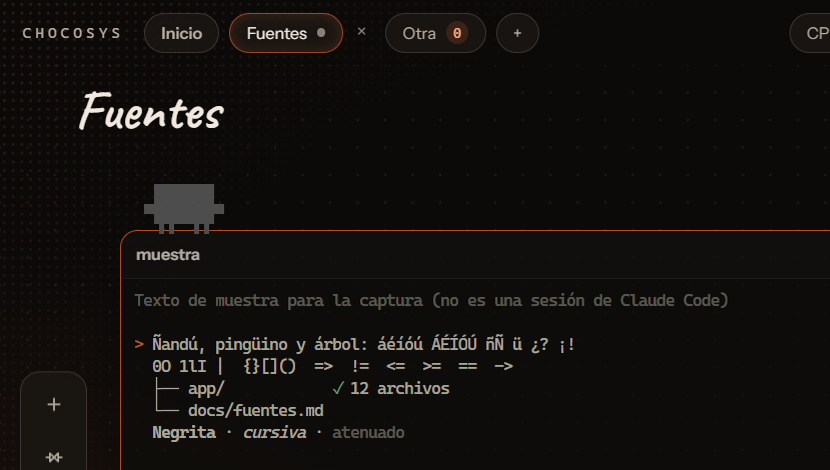 CHOCOSYS Inicio Fuentes × Otra 0 + CP
Fuentes
muestra
Texto de muestra para la captura (no es una sesión de Claude Code)
> Ñandú, pingüino y árbol: áéíóú ÁÉÍÓÚ ñÑ ü ¿? ¡!
0O 1lI | {}[]() => != <= >= == ->
├── app/ ✓ 12 archivos
└── docs/fuentes.md
Negrita · cursiva · atenuado
+